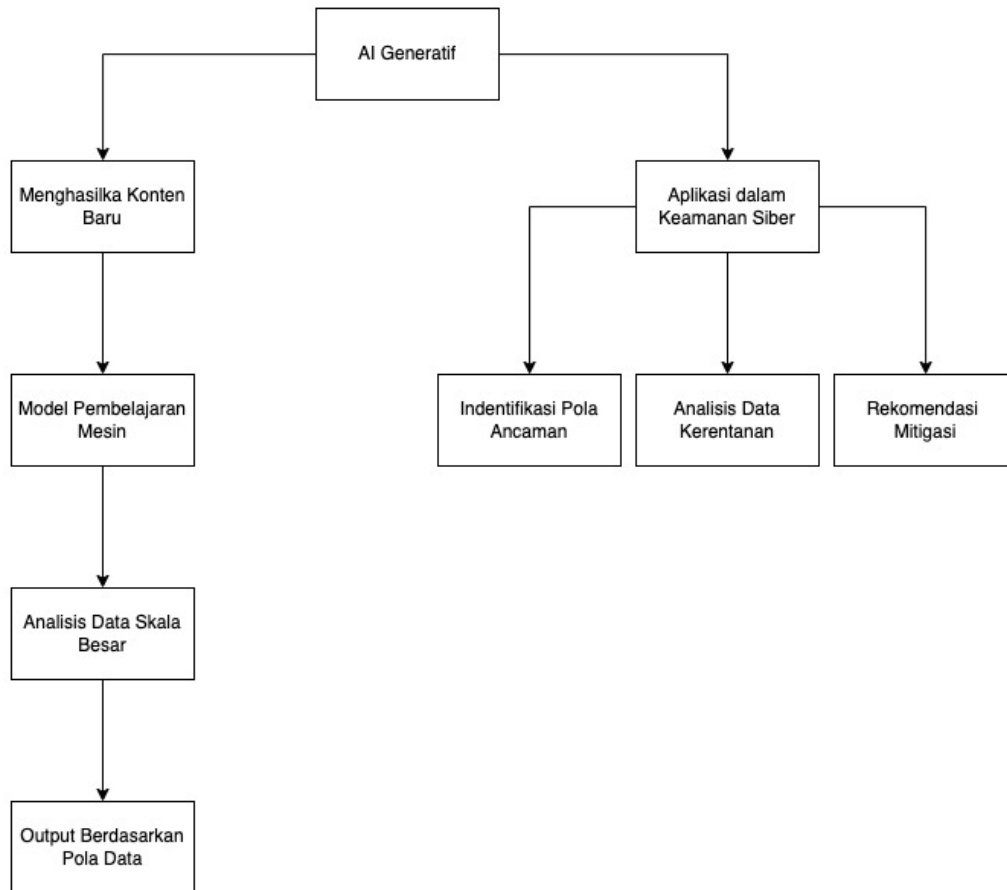 AI Generatif
Menghasilka Konten
Baru
Aplikasi dalam
Keamanan Siber
Model Pembelajaran
Mesin
Indentifikasi Pola
Ancaman
Analisis Data
Kerentanan
Rekomendasi
Mitigasi
Analisis Data Skala
Besar
Output Berdasarkan
Pola Data